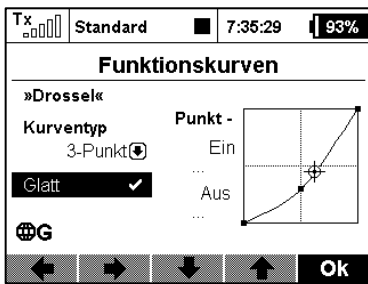 Tx Standard 7:35:29 93%
Funktionskurven
»Drossel«
Kurventyp
3-Punkt
Glatt
G
Punkt -
Ein
...
Aus
...
Ok